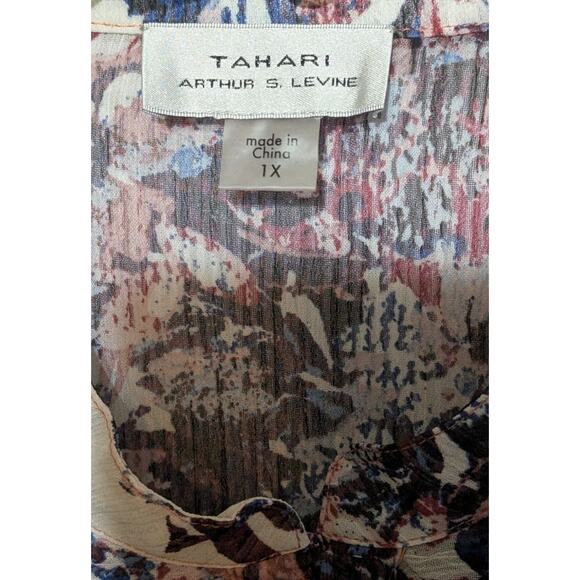 TAHARI
ARTHUR S. LEVINE
made in
China
1X